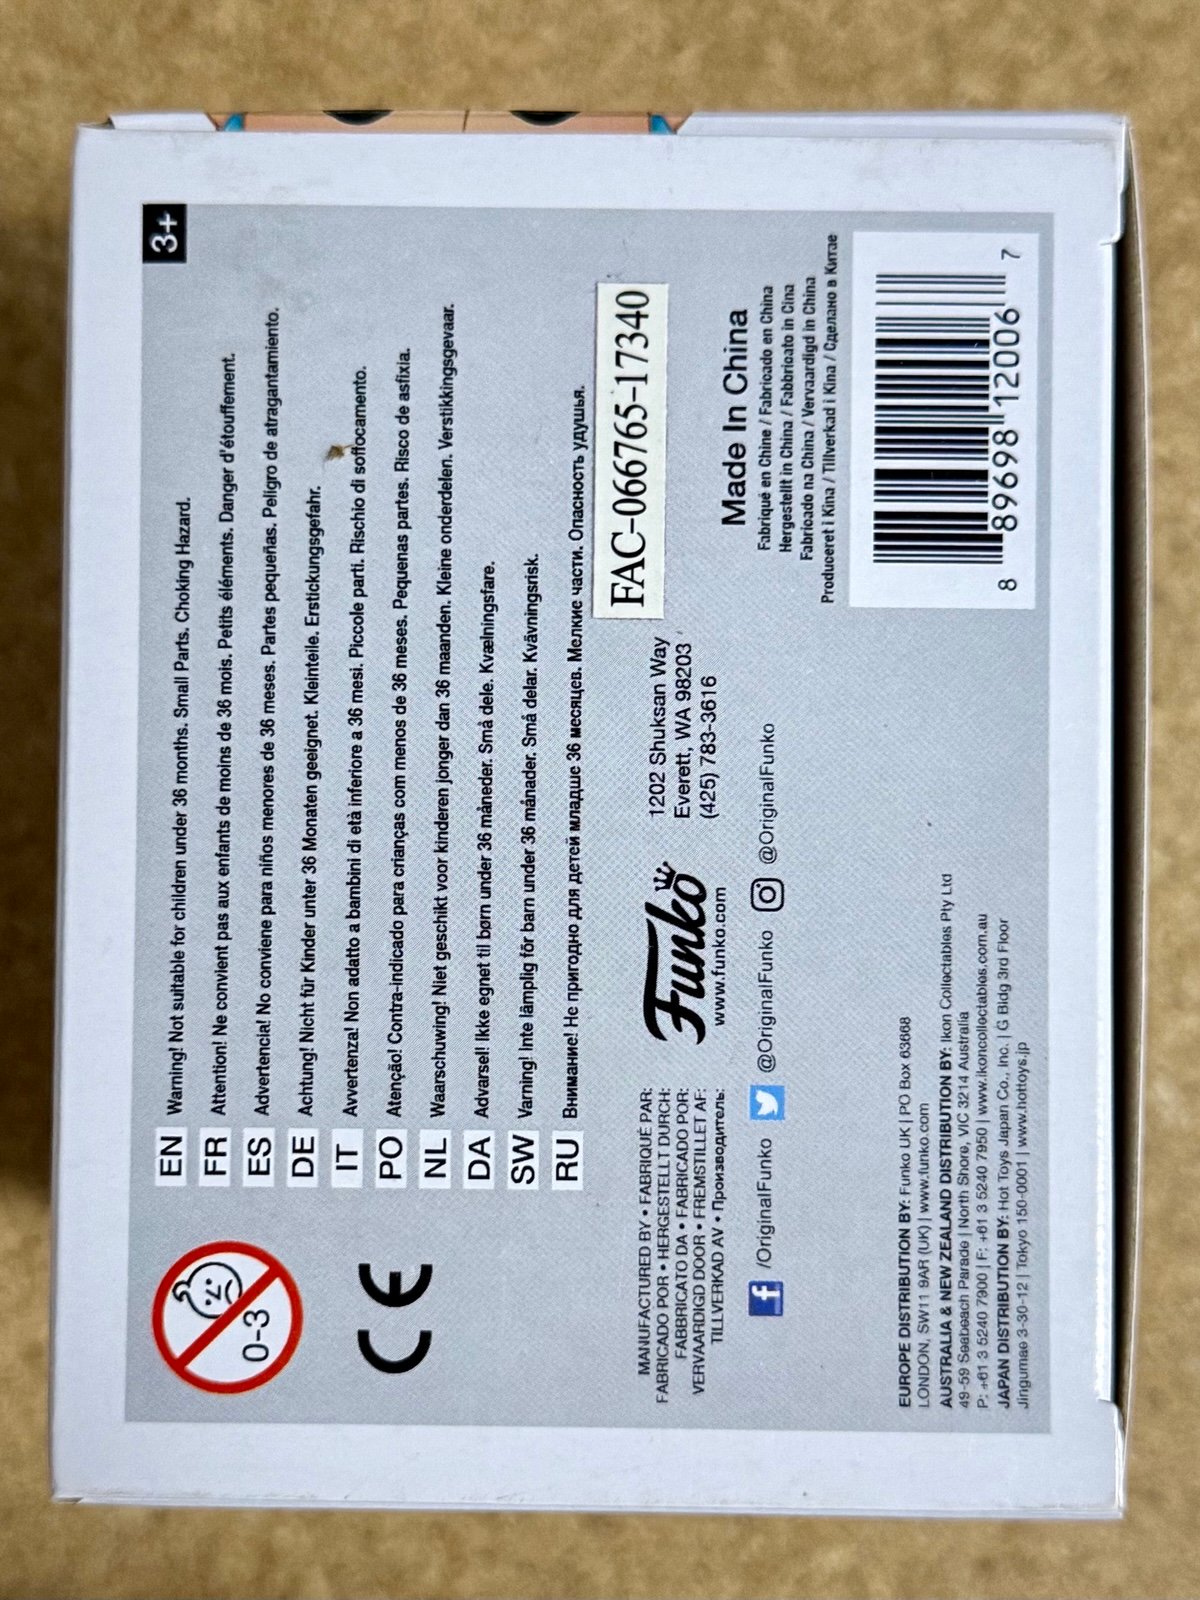 3+
EN Warning! Not suitable for children under 36 months. Small Parts. Choking Hazard.
FR Attention! Ne convient pas aux enfants de moins de 36 mois. Petits éléments. Danger d'étouffement.
ES Advertencia! No conviene para niños menores de 36 meses. Partes pequeñas. Peligro de atragantamiento.
DE Achtung! Nicht für Kinder unter 36 Monaten geeignet. Kleinteile. Erstickungsgefahr.
IT Avvertenza! Non adatto a bambini di età inferiore a 36 mesi. Piccole parti. Rischio di soffocamento.
PO Atenção! Contra-indicado para crianças com menos de 36 meses. Pequenas partes. Risco de asfixia.
NL Waarschuwing! Niet geschikt voor kinderen jonger dan 36 maanden. Kleine onderdelen. Verstikkingsgevaar.
DA Advarsel! Ikke egnet til børn under 36 måneder. Små dele. Kvælningsfare.
SW Varning! Inte lämplig för barn under 36 månader. Små delar. Kvävningsrisk.
RU Внимание! Не пригодно для детей младше 36 месяцев. Мелкие части. Опасность удушья.
0-3
CE
MANUFACTURED BY • FABRIQUÉ PAR:
FABRICADO POR • HERGESTELLT DURCH:
FABBRICATO DA • FABRICADO POR:
VERVAARDIGD DOOR • FREMSTILLET AF:
TILLVERKAD AV • Производитель:
Funko
www.funko.com
1202 Shuksan Way
Everett, WA 98203
(425) 783-3616
FAC-066765-17340
/OriginalFunko @OriginalFunko @OriginalFunko
Made In China
Fabriqué en Chine / Fabricado en China
Hergestellt in China / Fabbricato in Cina
Fabricado na China / Vervaardigd in China
Produceret i Kina / Tillverkad i Kina / Сделано в Китае
8 89698 12006 7
EUROPE DISTRIBUTION BY: Funko UK | PO Box 63668
LONDON, SW11 9AR (UK) | www.funko.com
AUSTRALIA & NEW ZEALAND DISTRIBUTION BY: Ikon Collectables Pty Ltd
49-59 Seabeach Parade | North Shore, VIC 3214 Australia
P: +61 3 5240 7900 | F: +61 3 5240 7950 | www.ikoncollectables.com.au
JAPAN DISTRIBUTION BY: Hot Toys Japan Co., Inc. | G Bldg 3rd Floor
Jingumae 3-30-12 | Tokyo 150-0001 | www.hottoys.jp